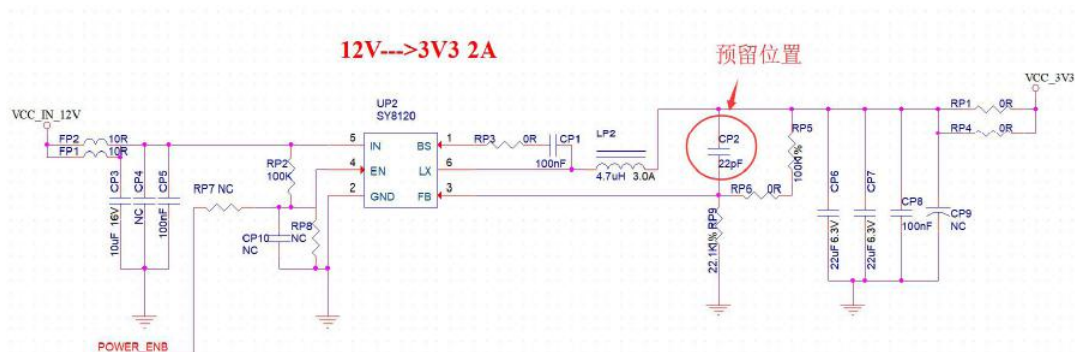 12V--->3V3 2A
预留位置
VCC_IN_12V
VCC_3V3
UP2
SY8120
FP2
10R
FP1
10R
5
IN
BS
1
4
EN
LX
6
2
GND
FB
3
RP3
0R
CP1
100nF
LP2
4.7uH
3.0A
CP2
22pF
RP5
100K1%
RP1
0R
RP4
0R
CP3
10uF 16V
CP4
NC
CP5
100nF
RP2
100K
RP7 NC
RP8
NC
CP10
NC
RP6
0R
RP9
22.1K1%
CP6
22uF 6.3V
CP7
22uF 6.3V
CP8
100nF
CP9
NC
POWER_ENB